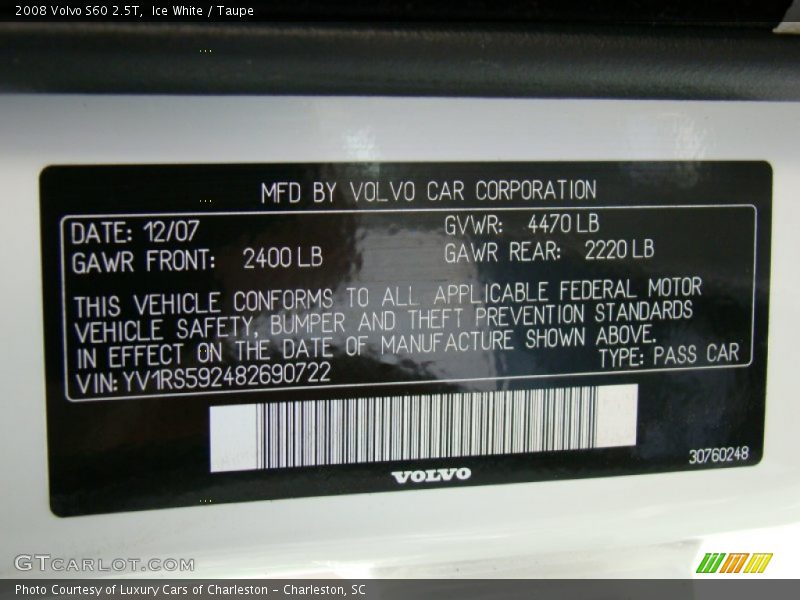 2008 Volvo S60 2.5T,  Ice White / Taupe
MFD BY VOLVO CAR CORPORATION
DATE: 12/07 GVWR: 4470 LB
GAWR FRONT: 2400 LB GAWR REAR: 2220 LB
THIS VEHICLE CONFORMS TO ALL APPLICABLE FEDERAL MOTOR
VEHICLE SAFETY, BUMPER AND THEFT PREVENTION STANDARDS
IN EFFECT ON THE DATE OF MANUFACTURE SHOWN ABOVE.
VIN: YV1RS592482690722 TYPE: PASS CAR
30760248
VOLVO
GTCarLot.com
Photo Courtesy of Luxury Cars of Charleston - Charleston, SC